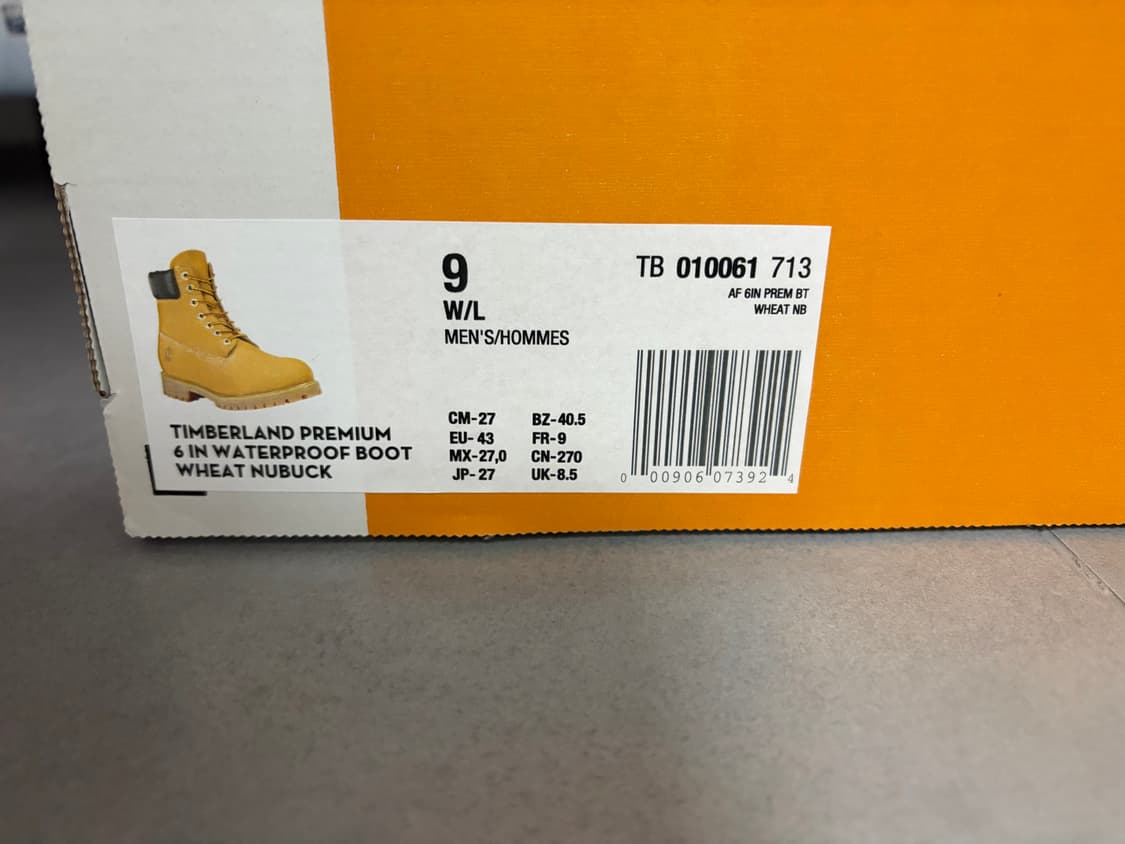 9
W/L
MEN'S/HOMMES
TB 010061 713
AF 6IN PREM BT
WHEAT NB
TIMBERLAND PREMIUM
6 IN WATERPROOF BOOT
WHEAT NUBUCK
CM-27 BZ-40.5
EU- 43 FR-9
MX-27,0 CN-270
JP- 27 UK-8.5
0 00906 07392 4